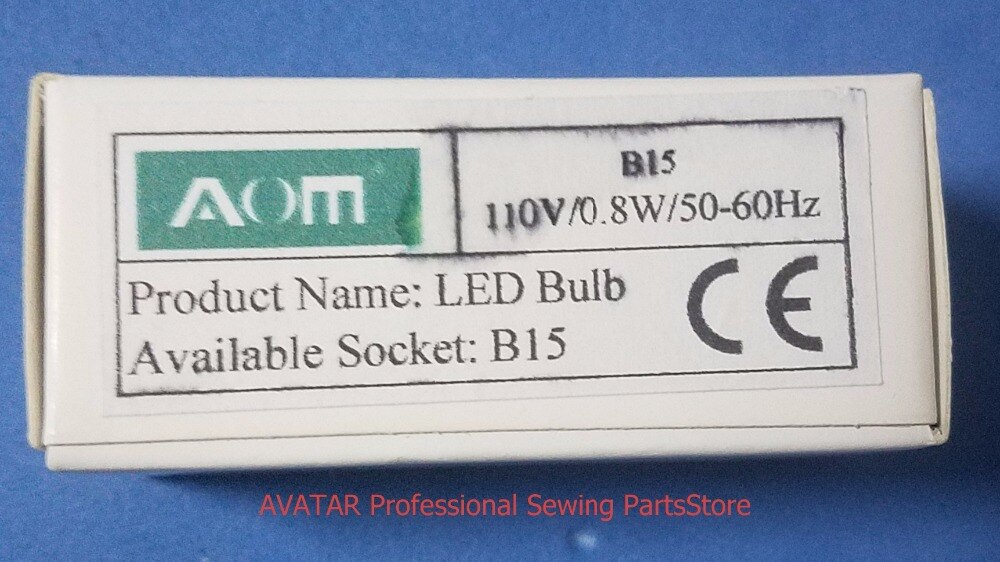 AOM
B15
110V/0.8W/50-60Hz
Product Name: LED Bulb
Available Socket: B15
CE
AVATAR Professional Sewing PartsStore